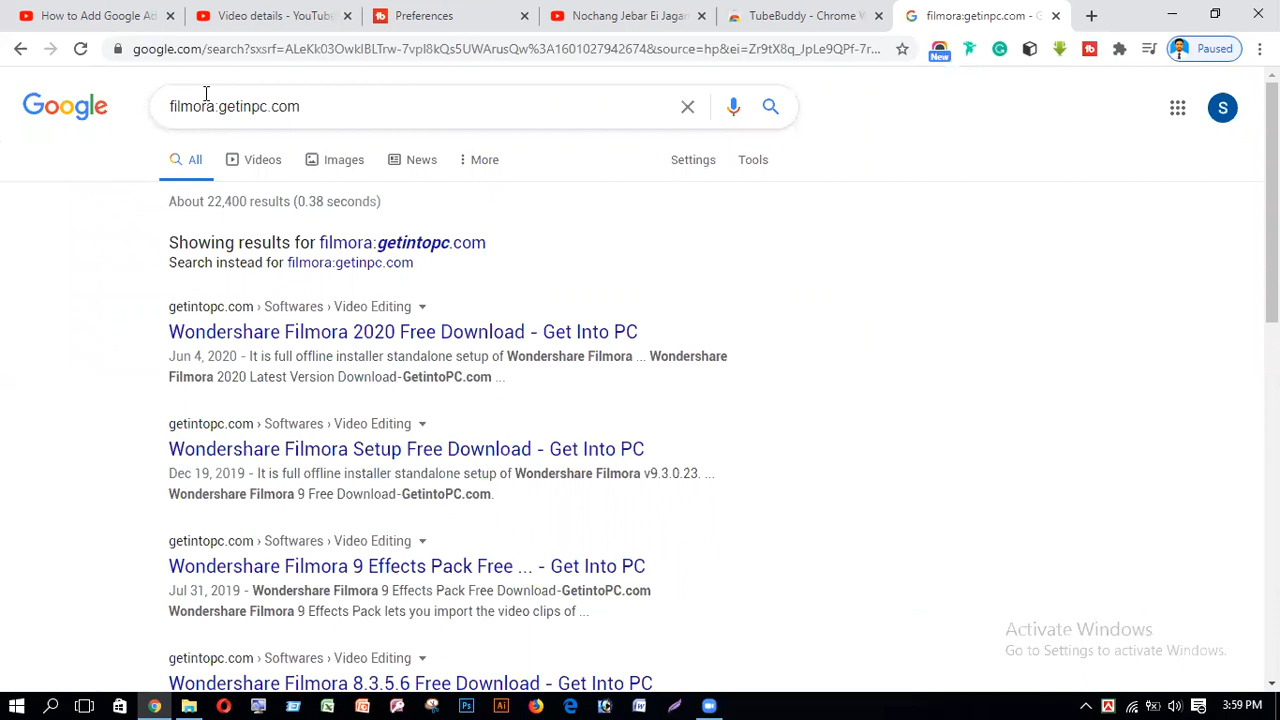 How to Add Google Ad
Video details - YouTube
Preferences
Nochang Jebar Ei Jagan
TubeBuddy - Chrome W
filmora:getinpc.com - G
google.com/search?sxsrf=ALeKk03OwkIBLTrw-7vpI8kQs5UWArusQw%3A1601027942674&source=hp&ei=Zr9tX8q_JpLe9QPf-7r...
New
Paused
Google
filmora:getinpc.com
S
All
Videos
Images
News
More
Settings
Tools
About 22,400 results (0.38 seconds)
Showing results for filmora:getintopc.com
Search instead for filmora:getinpc.com
getintopc.com › Softwares › Video Editing
Wondershare Filmora 2020 Free Download - Get Into PC
Jun 4, 2020 - It is full offline installer standalone setup of Wondershare Filmora ... Wondershare
Filmora 2020 Latest Version Download-GetintoPC.com ...
getintopc.com › Softwares › Video Editing
Wondershare Filmora Setup Free Download - Get Into PC
Dec 19, 2019 - It is full offline installer standalone setup of Wondershare Filmora v9.3.0.23. ...
Wondershare Filmora 9 Free Download-GetintoPC.com.
getintopc.com › Softwares › Video Editing
Wondershare Filmora 9 Effects Pack Free ... - Get Into PC
Jul 31, 2019 - Wondershare Filmora 9 Effects Pack Free Download-GetintoPC.com
Wondershare Filmora 9 Effects Pack lets you import the video clips of ...
getintopc.com › Softwares › Video Editing
Wondershare Filmora 8.3.5.6 Free Download - Get Into PC
Activate Windows
Go to Settings to activate Windows.
3:59 PM